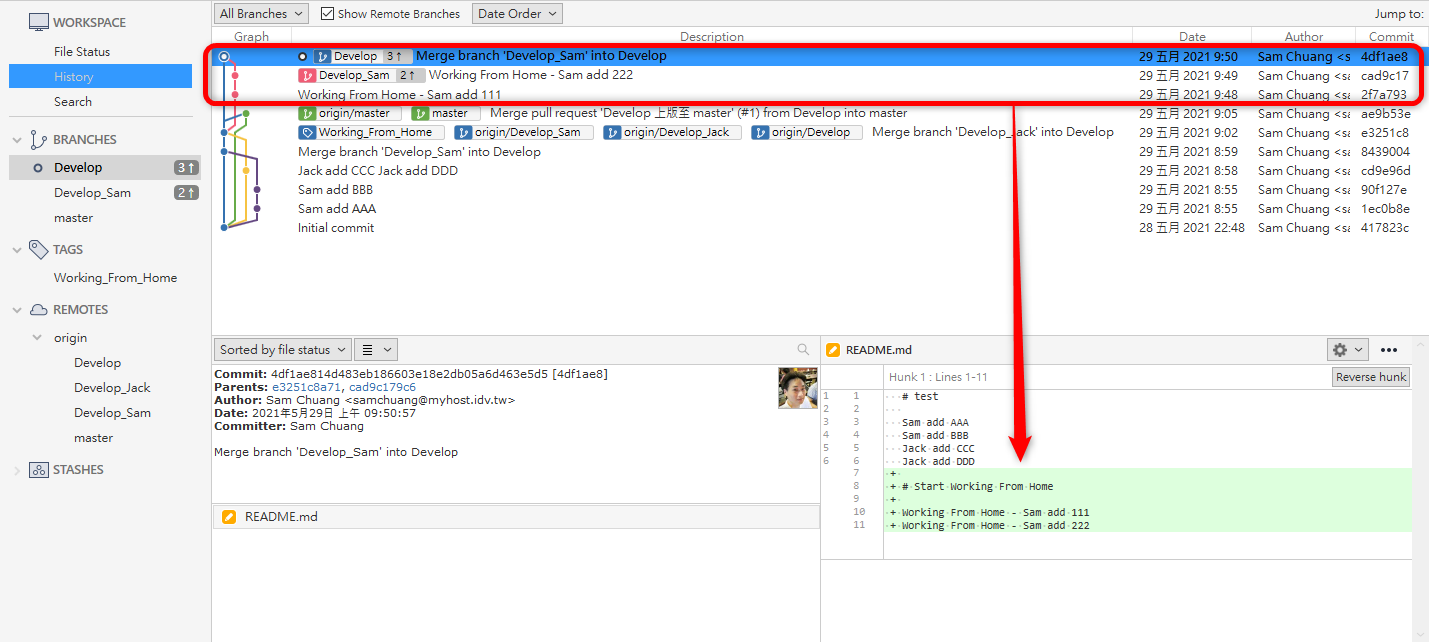 WORKSPACE
File Status
History
Search
BRANCHES
Develop 3↑
Develop_Sam 2↑
master
TAGS
Working_From_Home
REMOTES
origin
Develop
Develop_Jack
Develop_Sam
master
STASHES
All Branches Show Remote Branches Date Order Jump to:
Graph Description Date Author Commit
Develop 3↑ Merge branch 'Develop_Sam' into Develop 29 五月 2021 9:50 Sam Chuang <s 4df1ae8
Develop_Sam 2↑ Working From Home - Sam add 222 29 五月 2021 9:49 Sam Chuang <sa cad9c17
Working From Home - Sam add 111 29 五月 2021 9:48 Sam Chuang <sa 2f7a793
origin/master master Merge pull request 'Develop 上版至 master' (#1) from Develop into master 29 五月 2021 9:05 Sam Chuang <sa ae9b53e
Working_From_Home origin/Develop_Sam origin/Develop_Jack origin/Develop Merge branch 'Develop_Jack' into Develop 29 五月 2021 9:02 Sam Chuang <sa e3251c8
Merge branch 'Develop_Sam' into Develop 29 五月 2021 8:59 Sam Chuang <sa 8439004
Jack add CCC Jack add DDD 29 五月 2021 8:58 Sam Chuang <sa cd9e96d
Sam add BBB 29 五月 2021 8:55 Sam Chuang <sa 90f127e
Sam add AAA 29 五月 2021 8:55 Sam Chuang <sa 1ec0b8e
Initial commit 28 五月 2021 22:48 Sam Chuang <sa 417823c
Sorted by file status
Commit: 4df1ae814d483eb186603e18e2db05a6d463e5d5 [4df1ae8]
Parents: e3251c8a71, cad9c179c6
Author: Sam Chuang <samchuang@myhost.idv.tw>
Date: 2021年5月29日 上午 09:50:57
Committer: Sam Chuang
Merge branch 'Develop_Sam' into Develop
README.md
README.md
Hunk 1 : Lines 1-11 Reverse hunk
1 1 # test
2 2
3 3 Sam add AAA
4 4 Sam add BBB
5 5 Jack add CCC
6 6 Jack add DDD
7 +
8 + # Start Working From Home
9 +
10 + Working From Home - Sam add 111
11 + Working From Home - Sam add 222